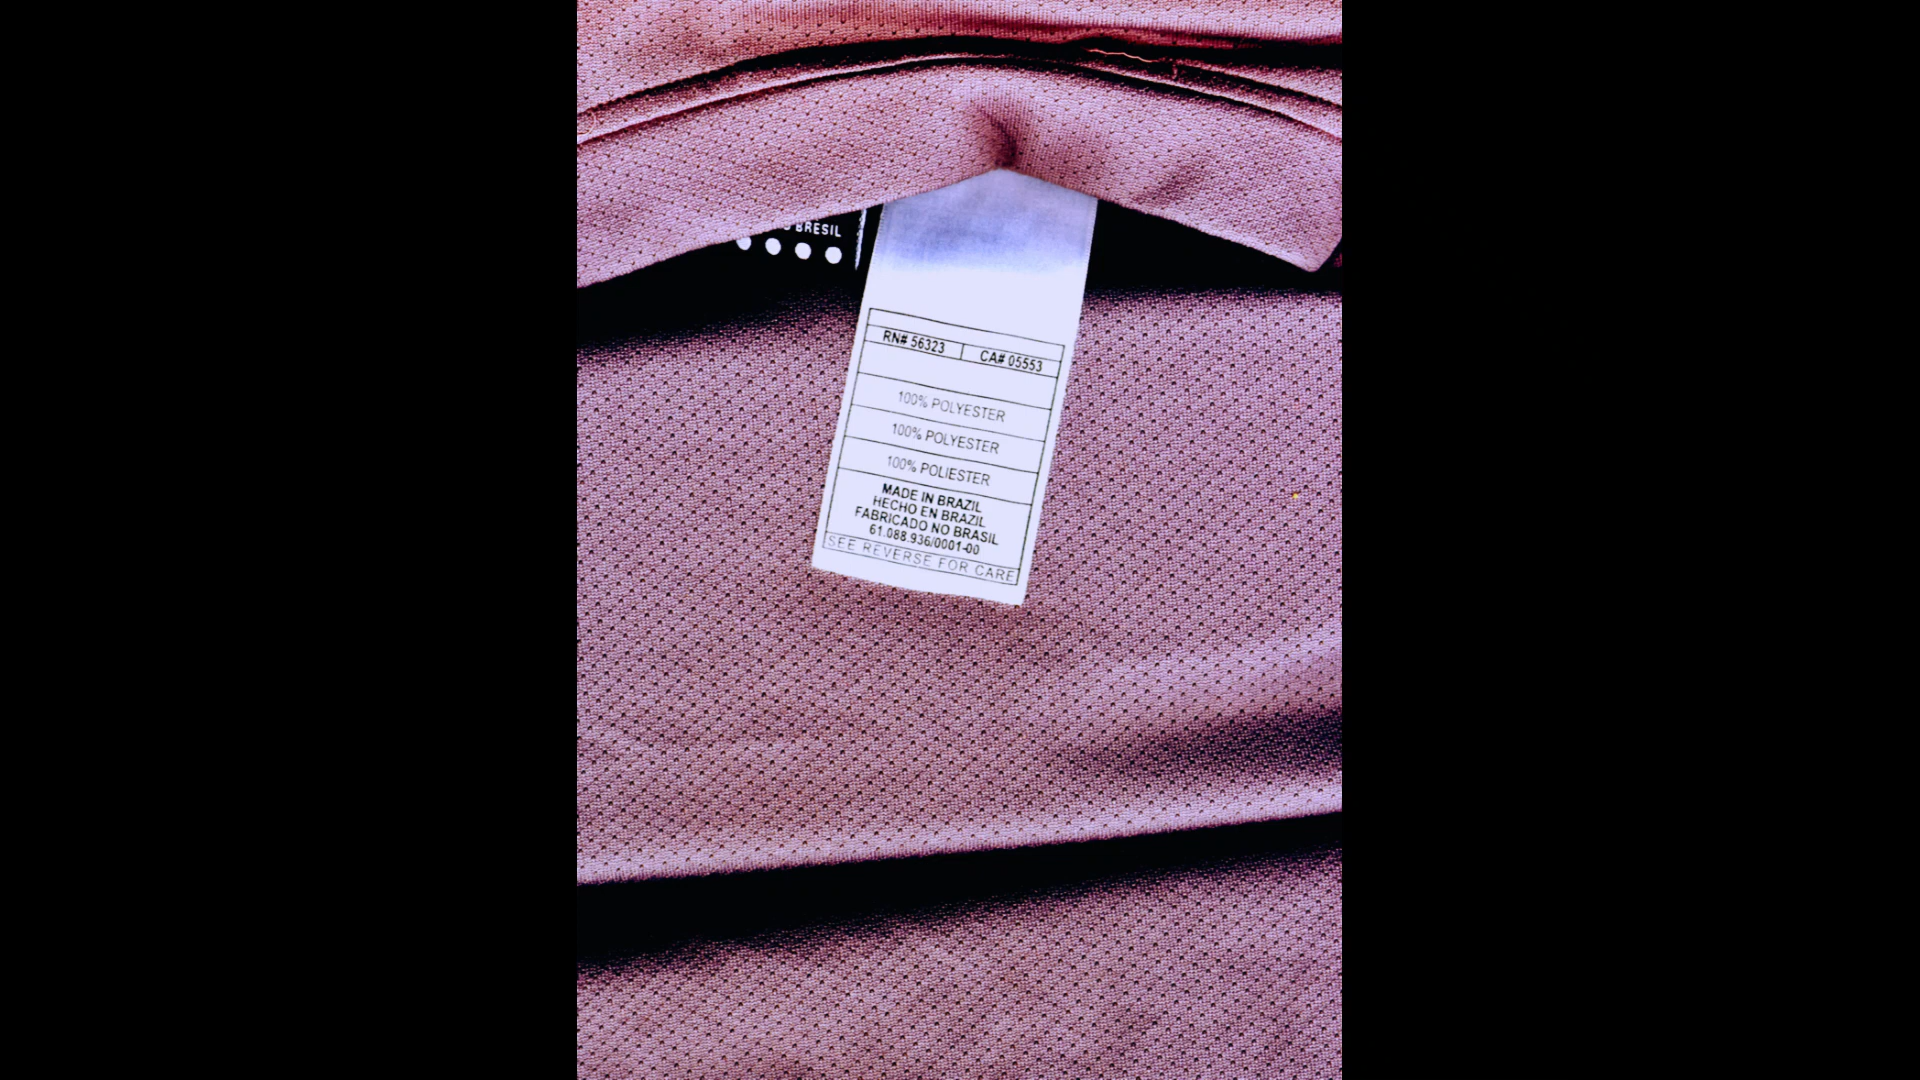 BRESIL
RN# 56323 CA# 05553
100% POLYESTER
100% POLYESTER
100% POLIESTER
MADE IN BRAZIL
HECHO EN BRAZIL
FABRICADO NO BRASIL
61.088.936/0001-00
SEE REVERSE FOR CARE